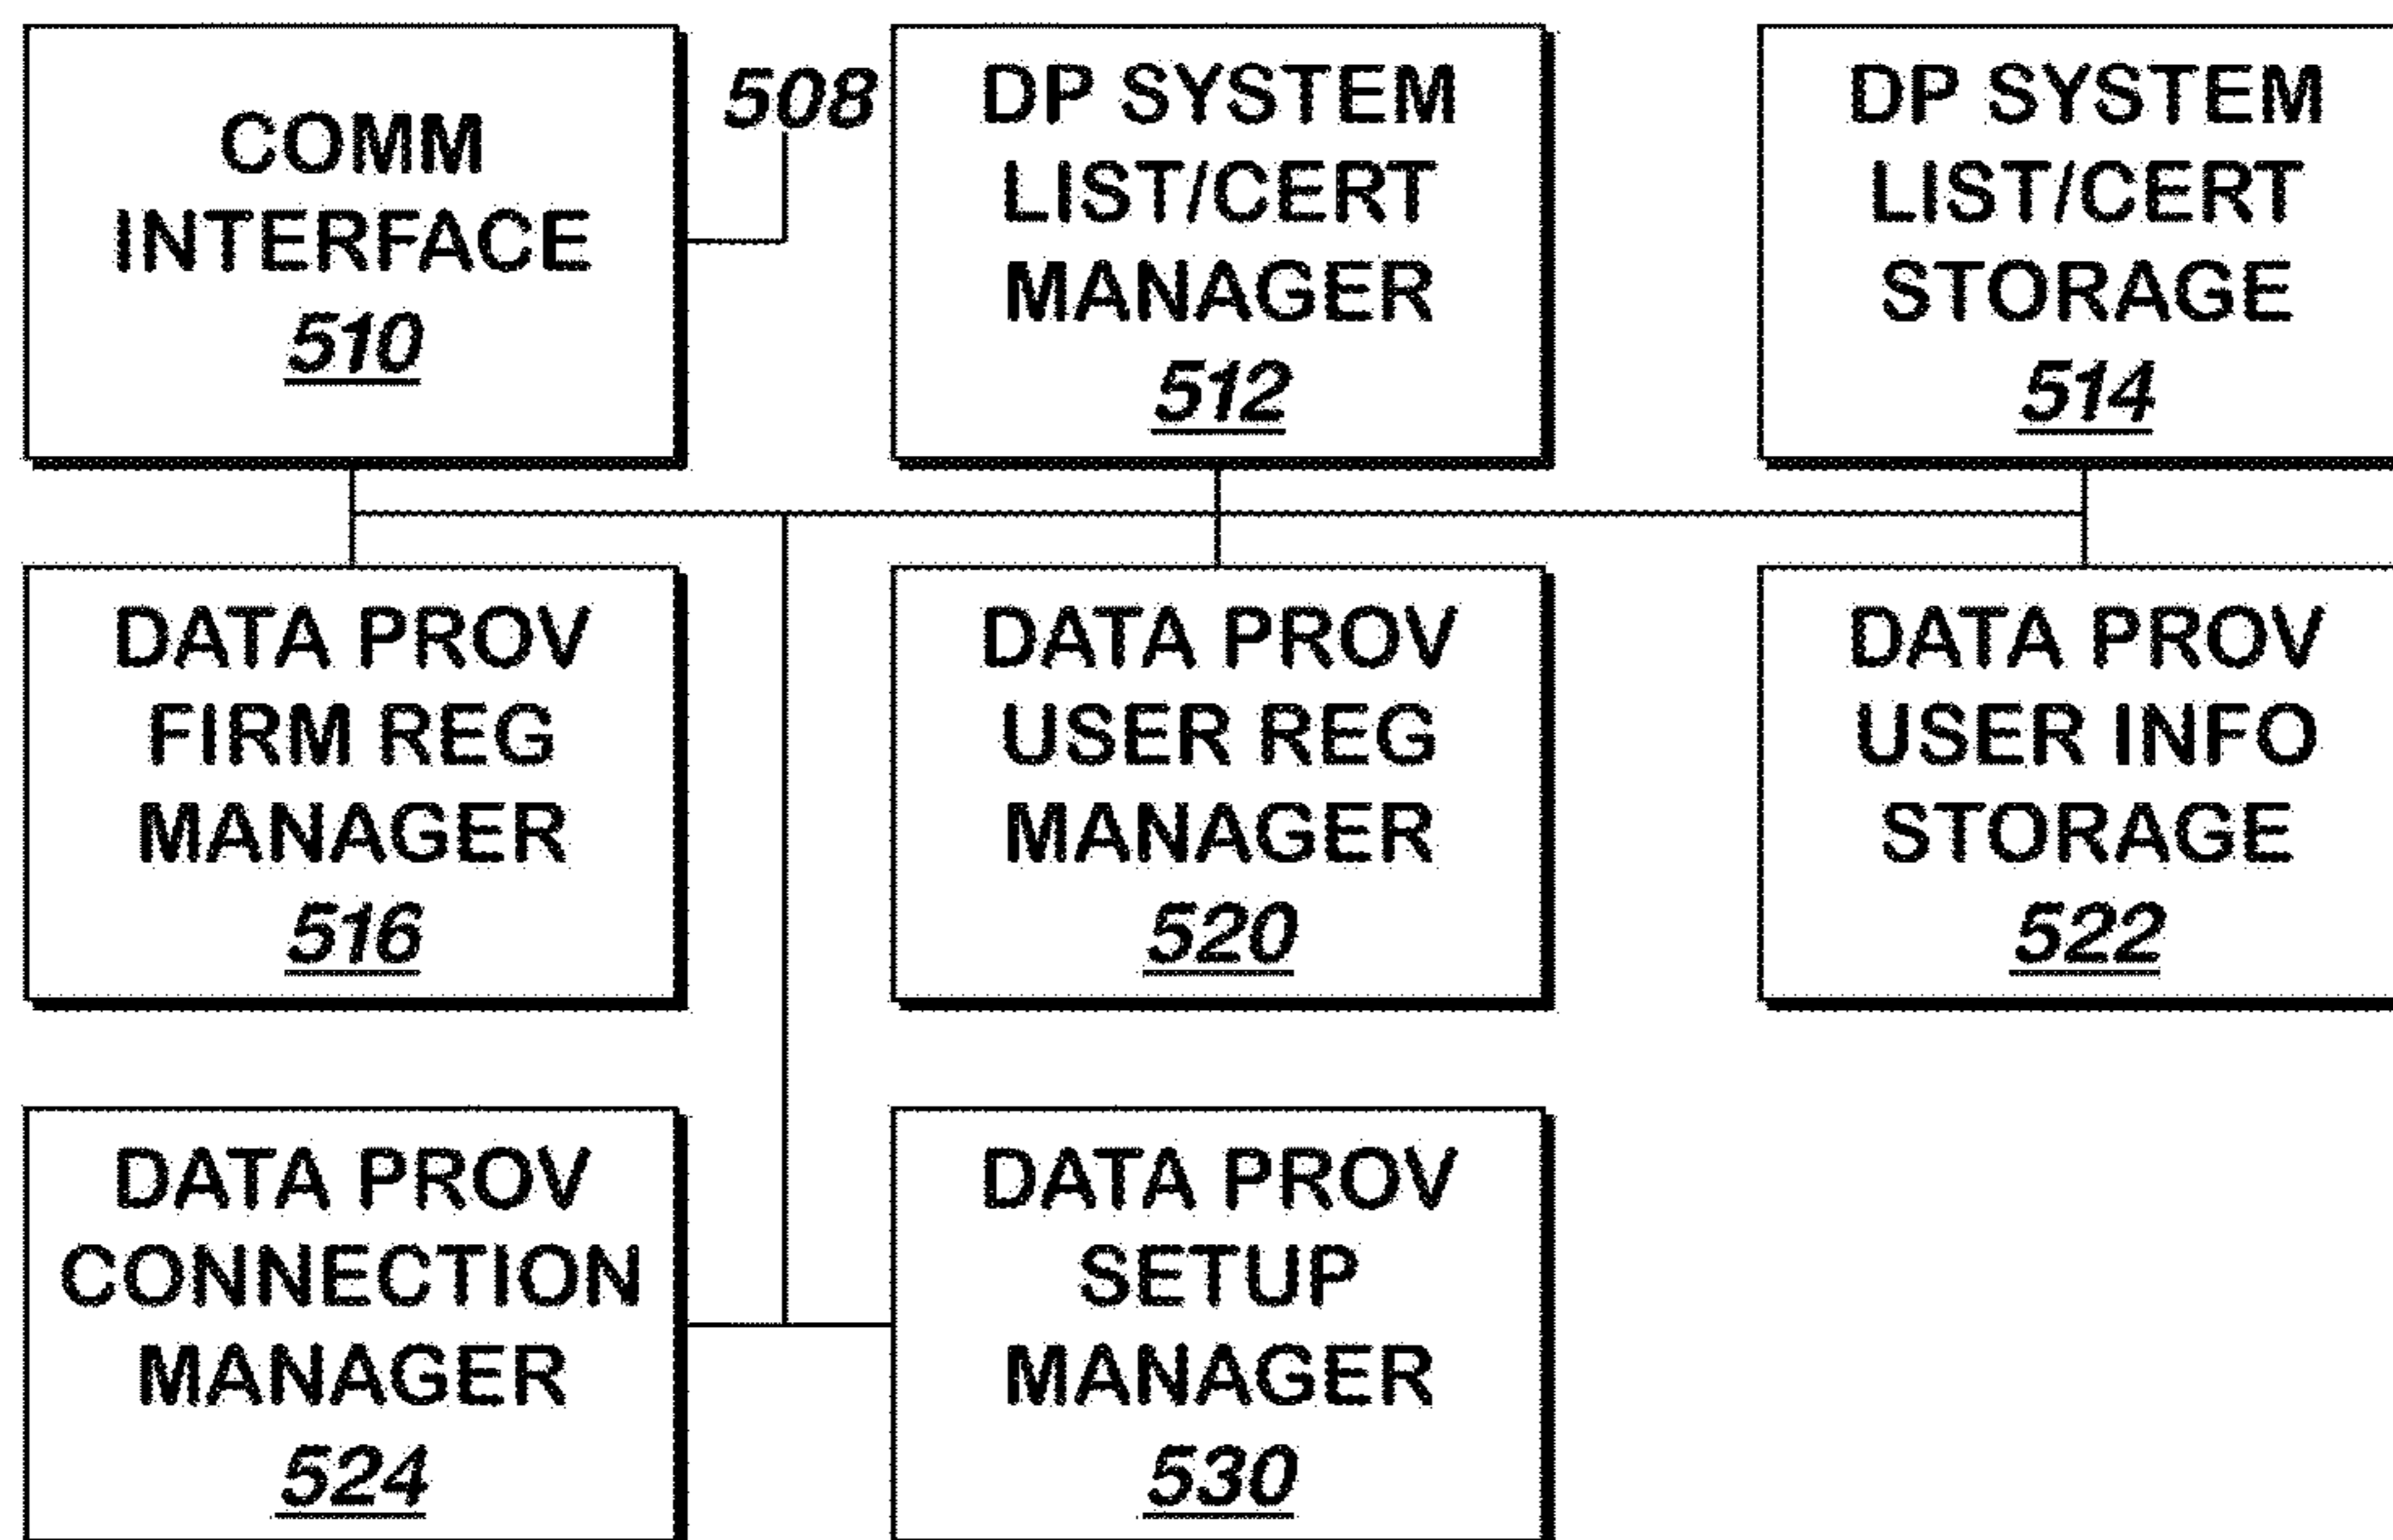 COMM
INTERFACE
510
508
DP SYSTEM
LIST/CERT
MANAGER
512
DP SYSTEM
LIST/CERT
STORAGE
514
DATA PROV
FIRM REG
MANAGER
516
DATA PROV
USER REG
MANAGER
520
DATA PROV
USER INFO
STORAGE
522
DATA PROV
CONNECTION
MANAGER
524
DATA PROV
SETUP
MANAGER
530